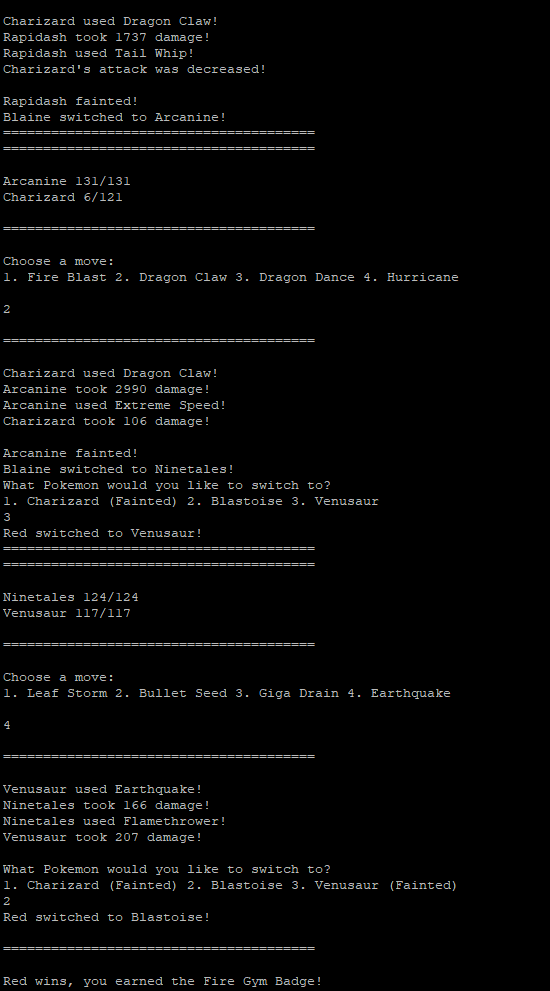 Charizard used Dragon Claw!
Rapidash took 1737 damage!
Rapidash used Tail Whip!
Charizard's attack was decreased!
Rapidash fainted!
Blaine switched to Arcanine!
=======================================
=======================================
Arcanine 131/131
Charizard 6/121
=======================================
Choose a move:
1. Fire Blast 2. Dragon Claw 3. Dragon Dance 4. Hurricane
2
=======================================
Charizard used Dragon Claw!
Arcanine took 2990 damage!
Arcanine used Extreme Speed!
Charizard took 106 damage!
Arcanine fainted!
Blaine switched to Ninetales!
What Pokemon would you like to switch to?
1. Charizard (Fainted) 2. Blastoise 3. Venusaur
3
Red switched to Venusaur!
=======================================
=======================================
Ninetales 124/124
Venusaur 117/117
=======================================
Choose a move:
1. Leaf Storm 2. Bullet Seed 3. Giga Drain 4. Earthquake
4
=======================================
Venusaur used Earthquake!
Ninetales took 166 damage!
Ninetales used Flamethrower!
Venusaur took 207 damage!
What Pokemon would you like to switch to?
1. Charizard (Fainted) 2. Blastoise 3. Venusaur (Fainted)
2
Red switched to Blastoise!
=======================================
Red wins, you earned the Fire Gym Badge!